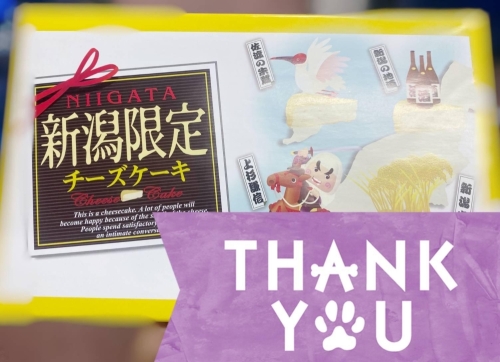 NIIGATA
新潟限定
チーズケーキ
Cheese Cake
This is a cheesecake. A lot of people will
become happy because of the
People spend satisfactory
an intimate
佐渡の朱鷺
新潟の地酒
上杉謙信
新潟
THANK
YOU